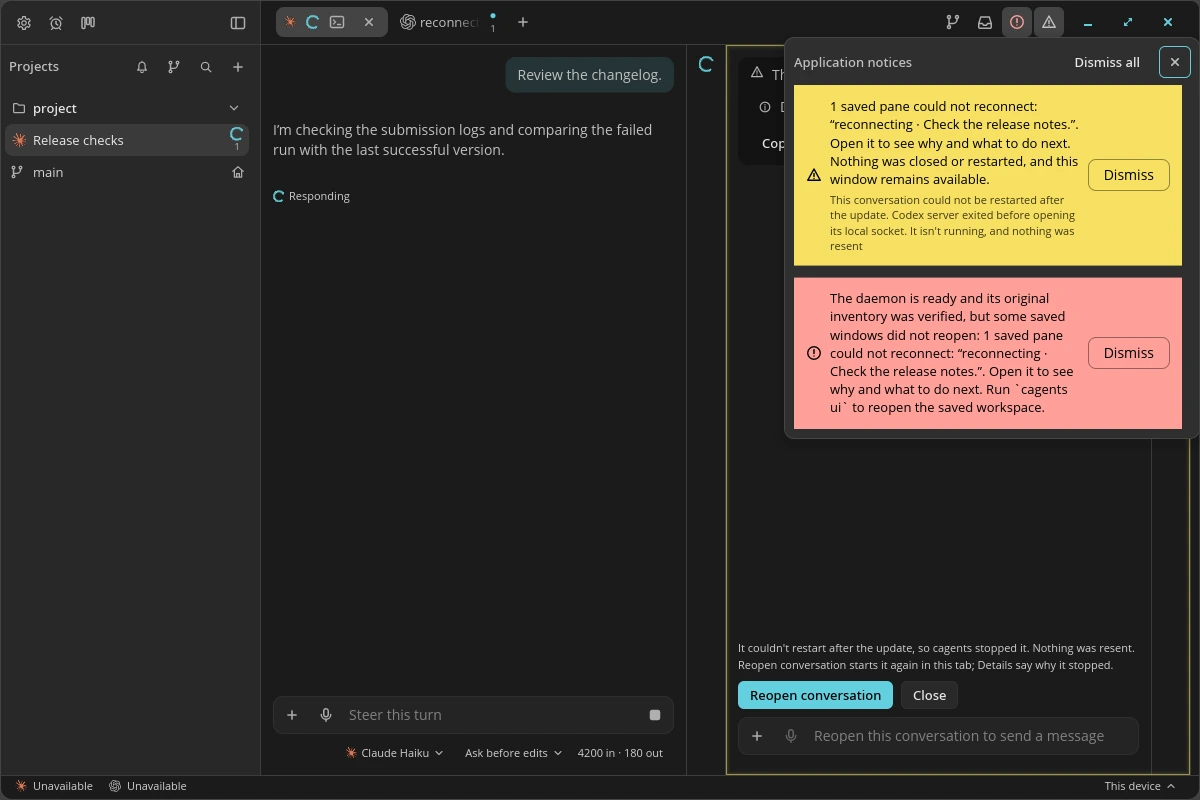 reconnec
1
Projects
project
Release checks
1
main
Review the changelog.
I'm checking the submission logs and comparing the failed
run with the last successful version.
Responding
Steer this turn
Claude Haiku
Ask before edits
4200 in · 180 out
Th
Cop
Application notices
Dismiss all
1 saved pane could not reconnect:
“reconnecting · Check the release notes.”.
Open it to see why and what to do next.
Nothing was closed or restarted, and this
window remains available.
This conversation could not be restarted after
the update. Codex server exited before opening
its local socket. It isn't running, and nothing was
resent
Dismiss
The daemon is ready and its original
inventory was verified, but some saved
windows did not reopen: 1 saved pane
could not reconnect: “reconnecting ·
Check the release notes.”. Open it to see
why and what to do next. Run `cagents
ui` to reopen the saved workspace.
Dismiss
It couldn't restart after the update, so cagents stopped it. Nothing was resent.
Reopen conversation starts it again in this tab; Details say why it stopped.
Reopen conversation
Close
Reopen this conversation to send a message
Unavailable
Unavailable
This device